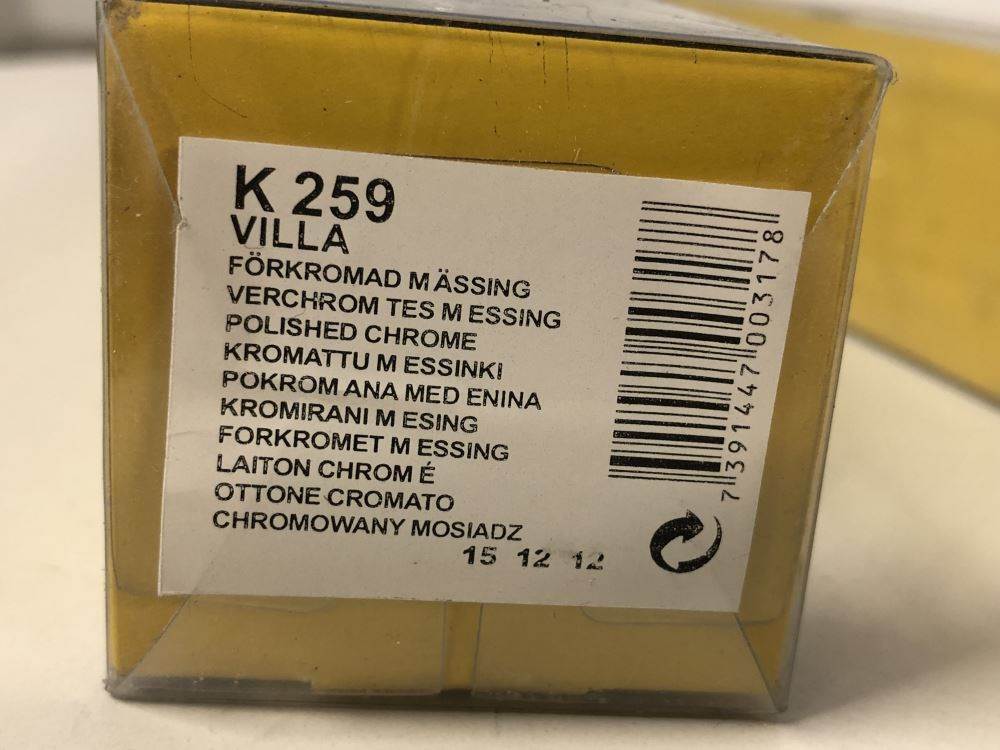 K 259
VILLA
FÖRKROMAD MÄSSING
VERCHROM TES M ESSING
POLISHED CHROME
KROMATTU M ESSINKI
POKROM ANA MED ENINA
KROMIRANI M ESING
FORKROMET M ESSING
LAITON CHROM É
OTTONE CROMATO
CHROMOWANY MOSIADZ
15 12 12
7391447003178